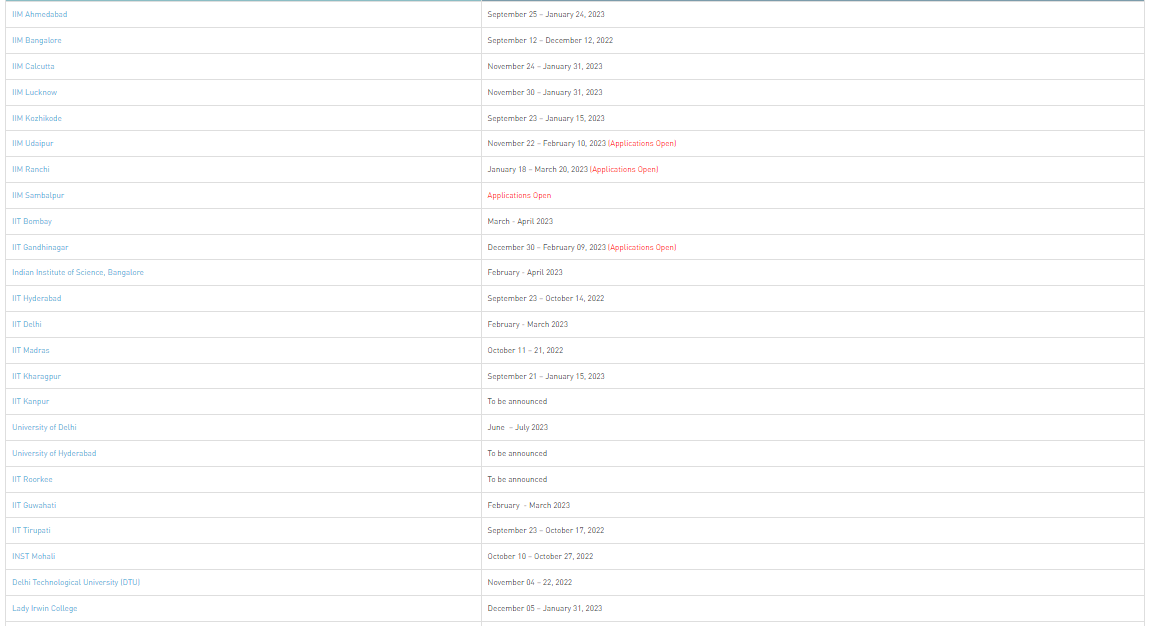 IIM Ahmedabad September 25 – January 24, 2023
IIM Bangalore September 12 – December 12, 2022
IIM Calcutta November 24 – January 31, 2023
IIM Lucknow November 30 – January 31, 2023
IIM Kozhikode September 23 – January 15, 2023
IIM Udaipur November 22 – February 10, 2023 (Applications Open)
IIM Ranchi January 18 – March 20, 2023 (Applications Open)
IIM Sambalpur Applications Open
IIT Bombay March - April 2023
IIT Gandhinagar December 30 – February 09, 2023 (Applications Open)
Indian Institute of Science, Bangalore February - April 2023
IIT Hyderabad September 23 – October 14, 2022
IIT Delhi February - March 2023
IIT Madras October 11 – 21, 2022
IIT Kharagpur September 21 – January 15, 2023
IIT Kanpur To be announced
University of Delhi June – July 2023
University of Hyderabad To be announced
IIT Roorkee To be announced
IIT Guwahati February - March 2023
IIT Tirupati September 23 – October 17, 2022
INST Mohali October 10 – October 27, 2022
Delhi Technological University (DTU) November 04 – 22, 2022
Lady Irwin College December 05 – January 31, 2023